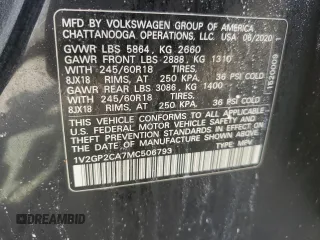 MFD BY VOLKSWAGEN GROUP OF AMERICA
CHATTANOOGA OPERATIONS, LLC USA 06/2020
GVWR LBS 5864, KG 2660
GAWR FRONT LBS 2888, KG 1310
WITH 245/60R18 TIRES.
8JX18 RIMS, AT 250 KPA, 36 PSI COLD
GAWR REAR LBS 3086, KG 1400
WITH 245/60R18 TIRES.
8JX18 RIMS, AT 250 KPA, 36 PSI COLD
THIS VEHICLE CONFORMS TO ALL APPLICABLE
FEDERAL MOTOR VEHICLE SAFETY AND
THEFT PREVENTION STANDARDS IN EFFECT ON THE
DATE OF MANUFACTURE SHOWN ABOVE.
1V2GP2CA7MC506793 TYPE: MPV
DREAMBID